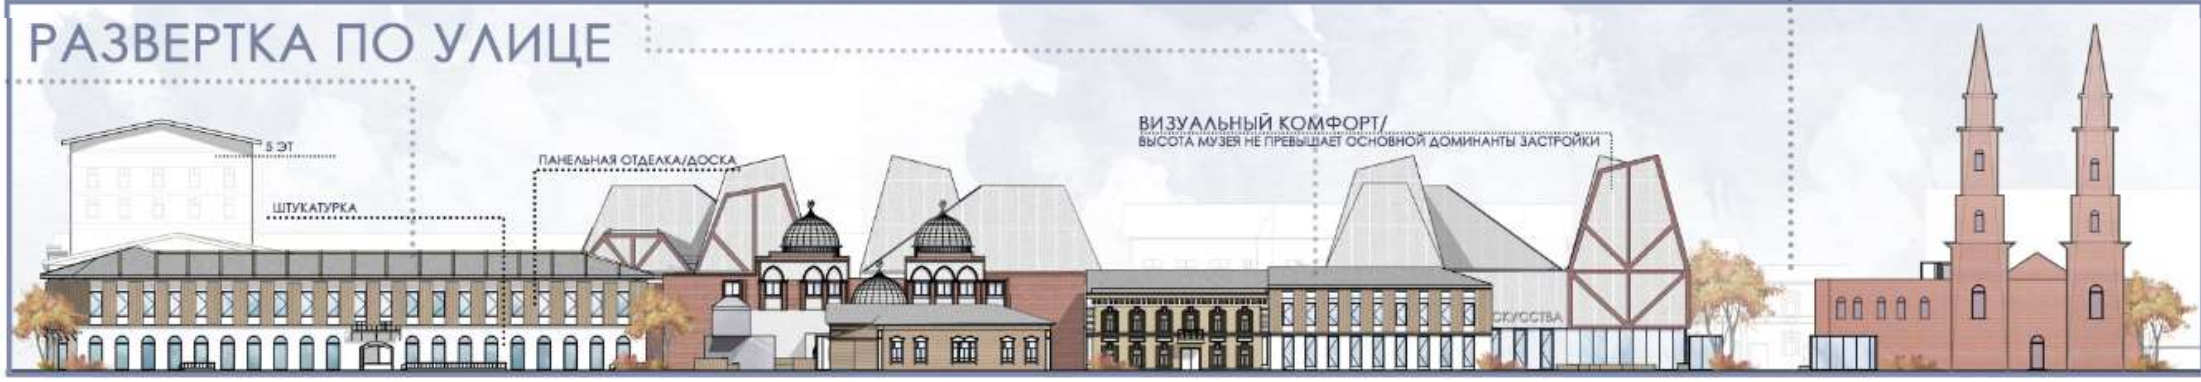 РАЗВЕРТКА ПО УЛИЦЕ
ВИЗУАЛЬНЫЙ КОМФОРТ/
ВЫСОТА МУЗЕЯ НЕ ПРЕВЫШАЕТ ОСНОВНОЙ ДОМИНАНТЫ ЗАСТРОЙКИ
5 ЭТ
ПАНЕЛЬНАЯ ОТДЕЛКА/ДОСКА
ШТУКАТУРКА
СКУССТВА